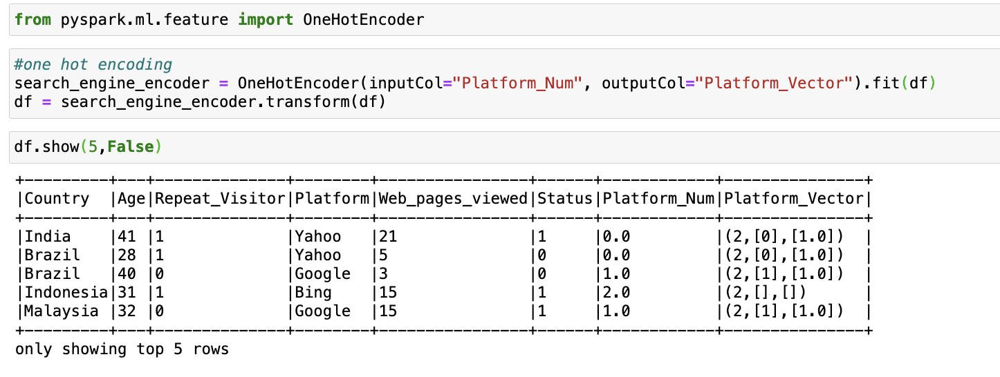 from pyspark.ml.feature import OneHotEncoder
#one hot encoding
search_engine_encoder = OneHotEncoder(inputCol="Platform_Num", outputCol="Platform_Vector").fit(df)
df = search_engine_encoder.transform(df)
df.show(5,False)
+---------+---+--------------+--------+----------------+------+------------+---------------+
|Country  |Age|Repeat_Visitor|Platform|Web_pages_viewed|Status|Platform_Num|Platform_Vector|
+---------+---+--------------+--------+----------------+------+------------+---------------+
|India    |41 |1             |Yahoo   |21              |1     |0.0         |(2,[0],[1.0])  |
|Brazil   |28 |1             |Yahoo   |5               |0     |0.0         |(2,[0],[1.0])  |
|Brazil   |40 |0             |Google  |3               |0     |1.0         |(2,[1],[1.0])  |
|Indonesia|31 |1             |Bing    |15              |1     |2.0         |(2,[],[])      |
|Malaysia |32 |0             |Google  |15              |1     |1.0         |(2,[1],[1.0])  |
+---------+---+--------------+--------+----------------+------+------------+---------------+
only showing top 5 rows